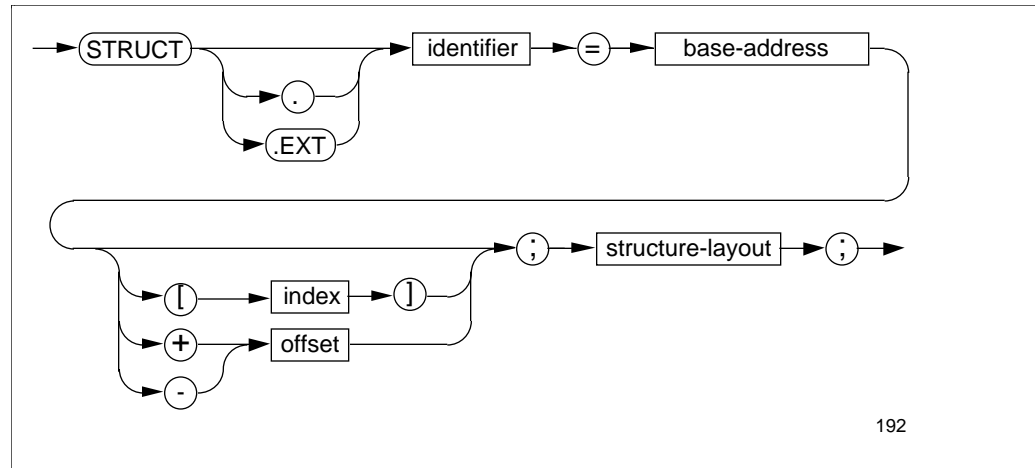 STRUCT identifier = base-address
.
.EXT
; structure-layout ;
[ index ]
+ offset
-
192